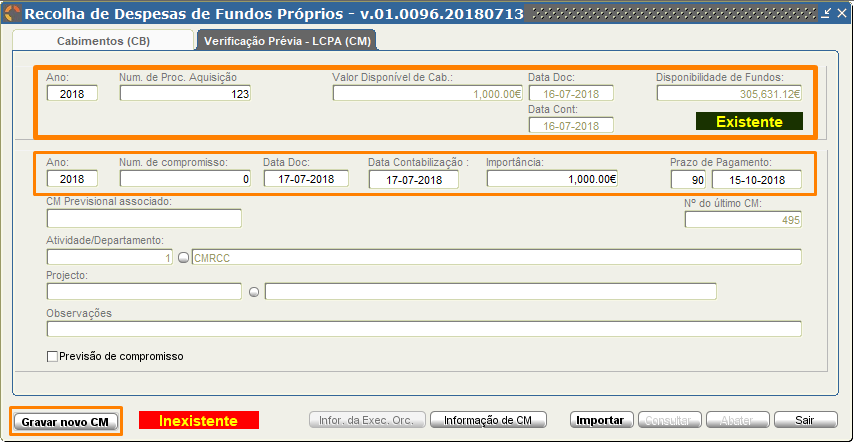 Recolha de Despesas de Fundos Próprios - v.01.0096.20180713
Cabimentos (CB) Verificação Prévia - LCPA (CM)
Ano: Num. de Proc. Aquisição Valor Disponível de Cab.: Data Doc: Disponibilidade de Fundos:
2018 123 1,000.00€ 16-07-2018 305,631.12€
Data Cont:
16-07-2018 Existente
Ano: Num. de compromisso: Data Doc: Data Contabilização : Importância: Prazo de Pagamento:
2018 0 17-07-2018 17-07-2018 1,000.00€ 90 15-10-2018
CM Previsional associado: Nº do último CM:
495
Atividade/Departamento:
1 CMRCC
Projecto:
Observações
Previsão de compromisso
Gravar novo CM Inexistente Infor. da Exec. Orc. Informação de CM Importar Consultar Abater Sair